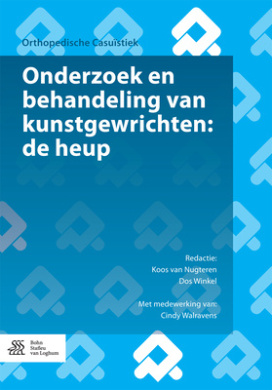 Orthopedische Casuïstiek
Onderzoek en
behandeling van
kunstgewrichten:
de heup
Redactie:
Koos van Nugteren
Dos Winkel
Met medewerking van:
Cindy Walravens
Bohn
Stafleu
van Loghum